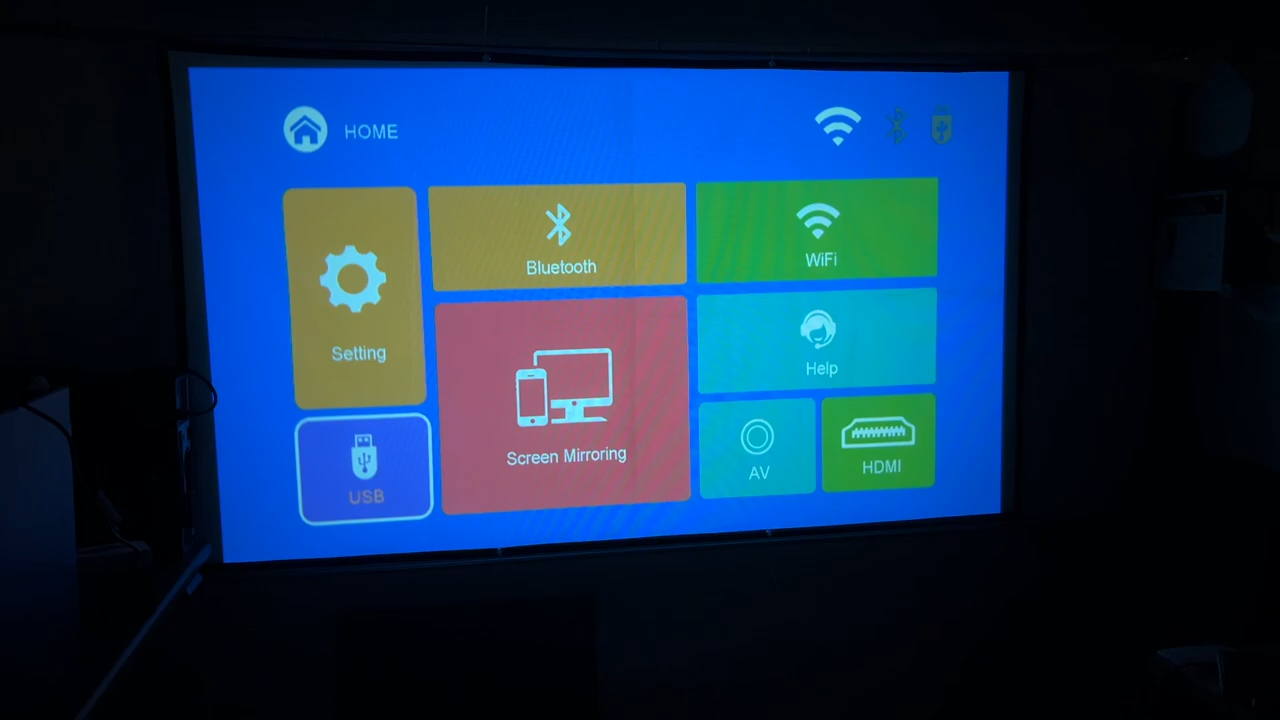 HOME
Setting
Bluetooth
WiFi
Help
Screen Mirroring
USB
AV
HDMI